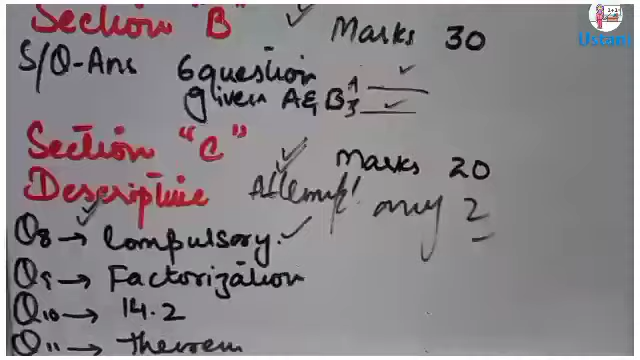 Section "B" Marks 30
S/Q-Ans 6 question
given A & B
Section "C" Marks 20
Descriptive Attempt any 2
Q8 → Compulsory
Q9 → Factorization
Q10 → 14.2
Q11 → Theorem
Ustani